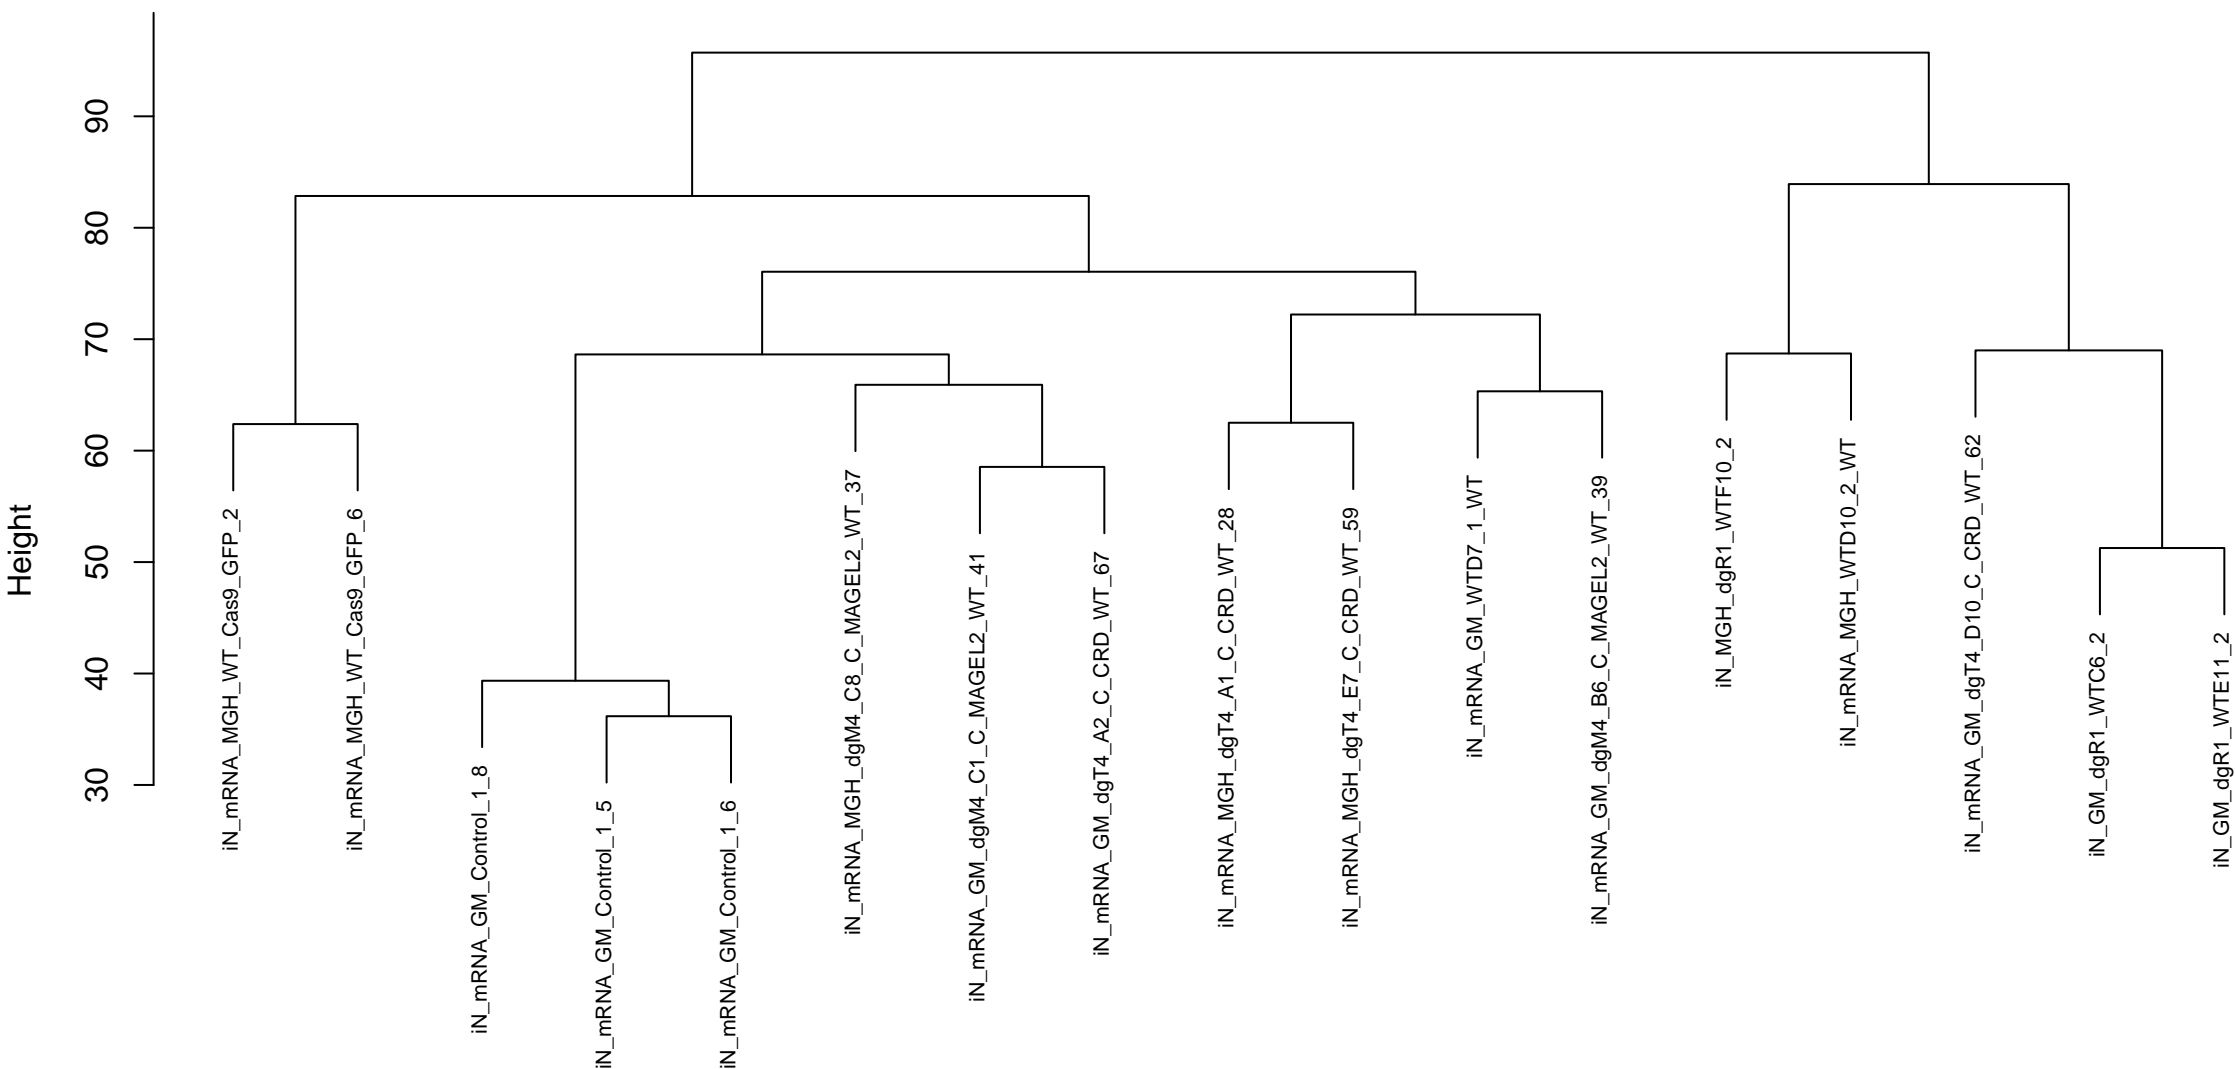 Height
90
80
70
60
50
40
30
iN_mRNA_MGH_WT_Cas9_GFP_2
iN_mRNA_MGH_WT_Cas9_GFP_6
iN_mRNA_GM_Control_1_8
iN_mRNA_GM_Control_1_5
iN_mRNA_GM_Control_1_6
iN_mRNA_MGH_dgM4_C8_C_MAGEL2_WT_37
iN_mRNA_GM_dgM4_C1_C_MAGEL2_WT_41
iN_mRNA_GM_dgT4_A2_C_CRD_WT_67
iN_mRNA_MGH_dgT4_A1_C_CRD_WT_28
iN_mRNA_MGH_dgT4_E7_C_CRD_WT_59
iN_mRNA_GM_WTD7_1_WT
iN_mRNA_GM_dgM4_B6_C_MAGEL2_WT_39
iN_MGH_dgR1_WTF10_2
iN_mRNA_MGH_WTD10_2_WT
iN_mRNA_GM_dgT4_D10_C_CRD_WT_62
iN_GM_dgR1_WTC6_2
iN_GM_dgR1_WTE11_2